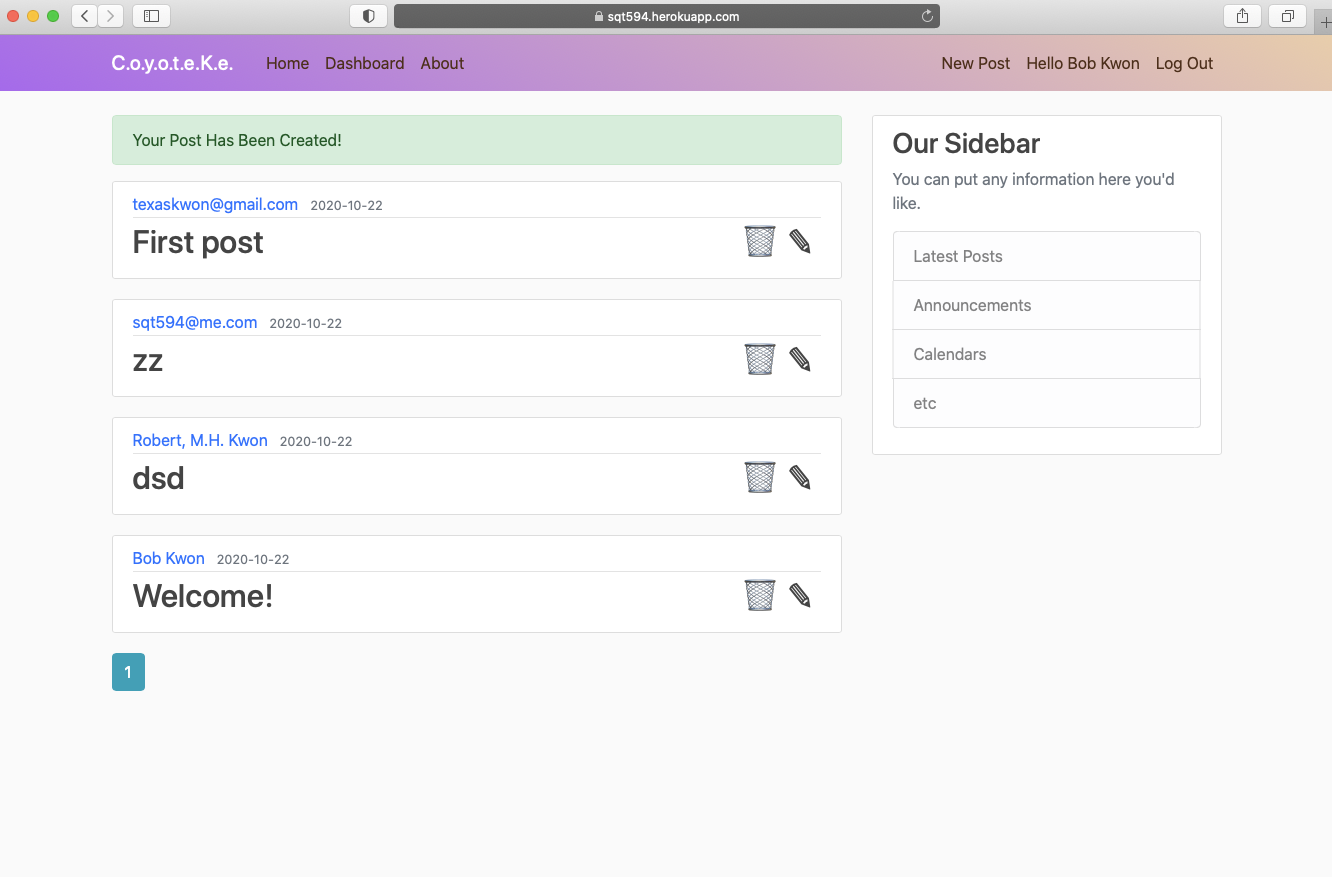 sqt594.herokuapp.com
C.o.y.o.t.e.K.e. Home Dashboard About New Post Hello Bob Kwon Log Out
Your Post Has Been Created!
texaskwon@gmail.com 2020-10-22
First post
sqt594@me.com 2020-10-22
zz
Robert, M.H. Kwon 2020-10-22
dsd
Bob Kwon 2020-10-22
Welcome!
1
Our Sidebar
You can put any information here you'd
like.
Latest Posts
Announcements
Calendars
etc